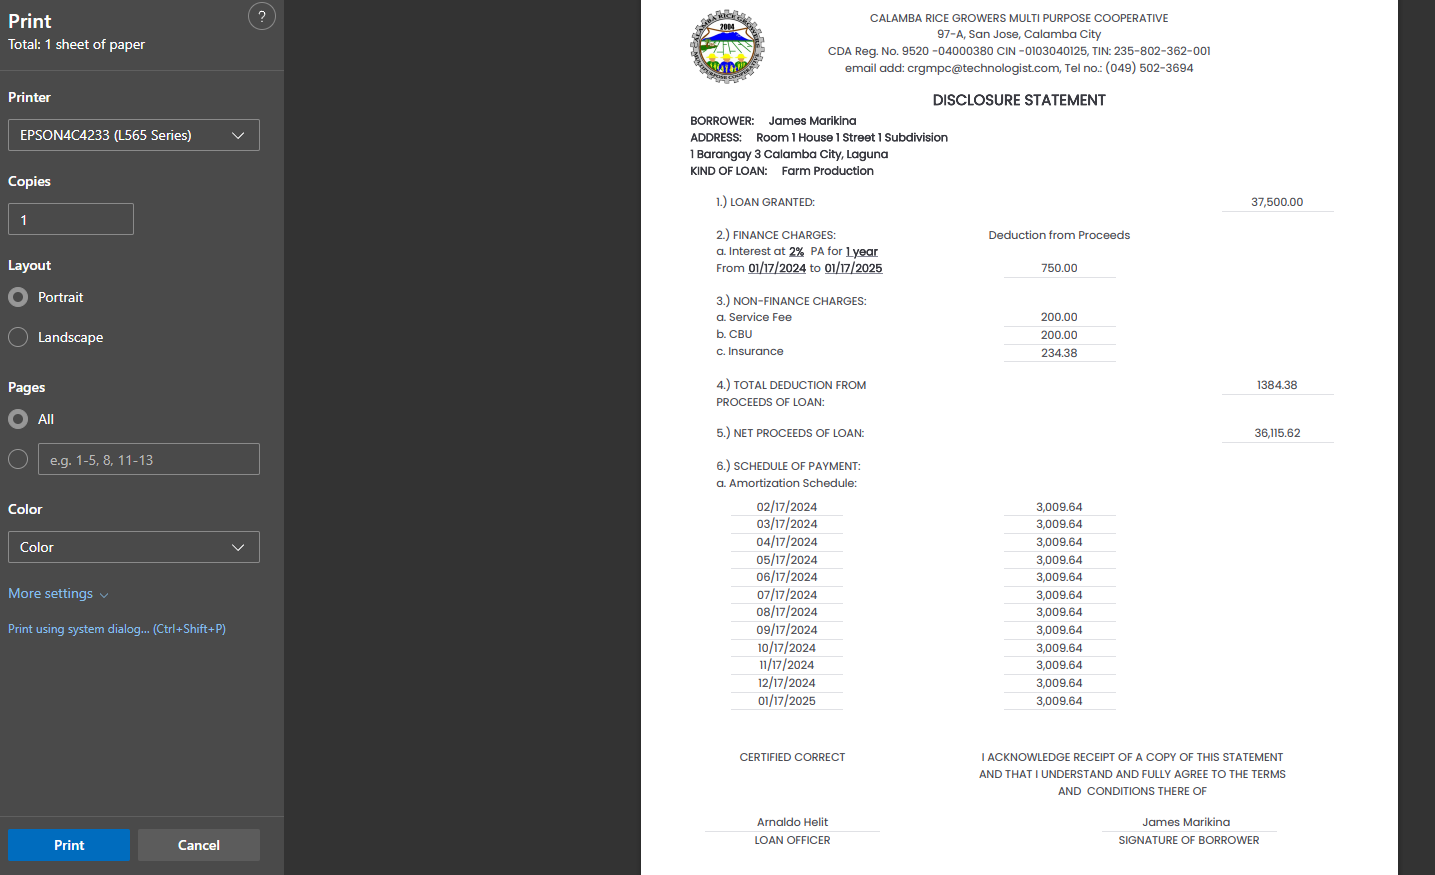 Print
?
Total: 1 sheet of paper
Printer
EPSON4C4233 (L565 Series)
Copies
1
Layout
Portrait
Landscape
Pages
All
e.g. 1-5, 8, 11-13
Color
Color
More settings
Print using system dialog... (Ctrl+Shift+P)
Print Cancel
CALAMBA RICE GROWERS
2004
MULTIPURPOSE COOPERATIVE
CALAMBA RICE GROWERS MULTI PURPOSE COOPERATIVE
97-A, San Jose, Calamba City
CDA Reg. No. 9520 -04000380 CIN -0103040125, TIN: 235-802-362-001
email add: crgmpc@technologist.com, Tel no.: (049) 502-3694
DISCLOSURE STATEMENT
BORROWER: James Marikina
ADDRESS: Room 1 House 1 Street 1 Subdivision
1 Barangay 3 Calamba City, Laguna
KIND OF LOAN: Farm Production
1.) LOAN GRANTED: 37,500.00
2.) FINANCE CHARGES: Deduction from Proceeds
a. Interest at 2% PA for 1 year
From 01/17/2024 to 01/17/2025 750.00
3.) NON-FINANCE CHARGES:
a. Service Fee 200.00
b. CBU 200.00
c. Insurance 234.38
4.) TOTAL DEDUCTION FROM 1384.38
PROCEEDS OF LOAN:
5.) NET PROCEEDS OF LOAN: 36,115.62
6.) SCHEDULE OF PAYMENT:
a. Amortization Schedule:
02/17/2024 3,009.64
03/17/2024 3,009.64
04/17/2024 3,009.64
05/17/2024 3,009.64
06/17/2024 3,009.64
07/17/2024 3,009.64
08/17/2024 3,009.64
09/17/2024 3,009.64
10/17/2024 3,009.64
11/17/2024 3,009.64
12/17/2024 3,009.64
01/17/2025 3,009.64
CERTIFIED CORRECT
I ACKNOWLEDGE RECEIPT OF A COPY OF THIS STATEMENT
AND THAT I UNDERSTAND AND FULLY AGREE TO THE TERMS
AND CONDITIONS THERE OF
Arnaldo Helit
LOAN OFFICER
James Marikina
SIGNATURE OF BORROWER